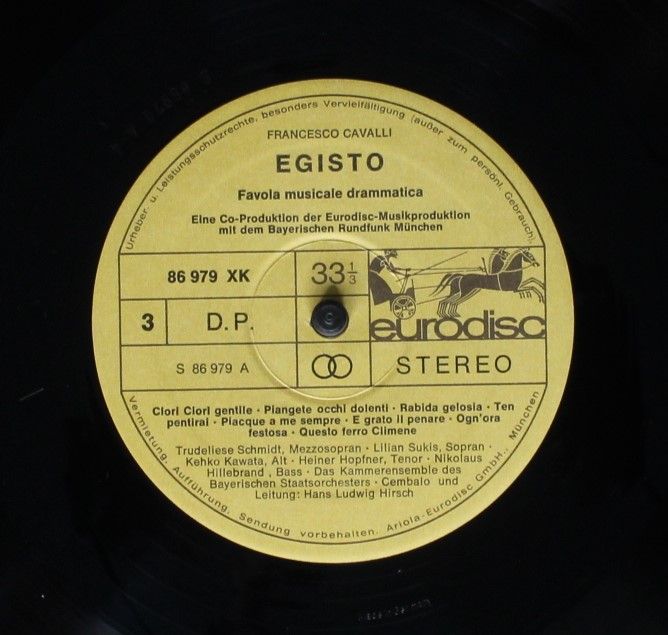 Urheber- u. Leistungsschutzrechte, besonders Vervielfältigung (außer zum persönl. Gebrauch),
FRANCESCO CAVALLI
EGISTO
Favola musicale drammatica
Eine Co-Produktion der Eurodisc-Musikproduktion
mit dem Bayerischen Rundfunk München
86 979 XK
33 1/3
eurodisc
3
D.P.
S 86 979 A
STEREO
Clori Clori gentile · Piangete occhi dolenti · Rabida gelosia · Ten
pentirai · Piacque a me sempre · E grato il penare · Ogn'ora
festosa · Questo ferro Climene
Trudeliese Schmidt, Mezzosopran · Lilian Sukis, Sopran ·
Kehko Kawata, Alt · Heiner Hopfner, Tenor · Nikolaus
Hillebrand , Bass · Das Kammerensemble des
Bayerischen Staatsorchesters · Cembalo und
Leitung: Hans Ludwig Hirsch
Vermietung, Aufführung, Sendung vorbehalten. Ariola-Eurodisc GmbH., München